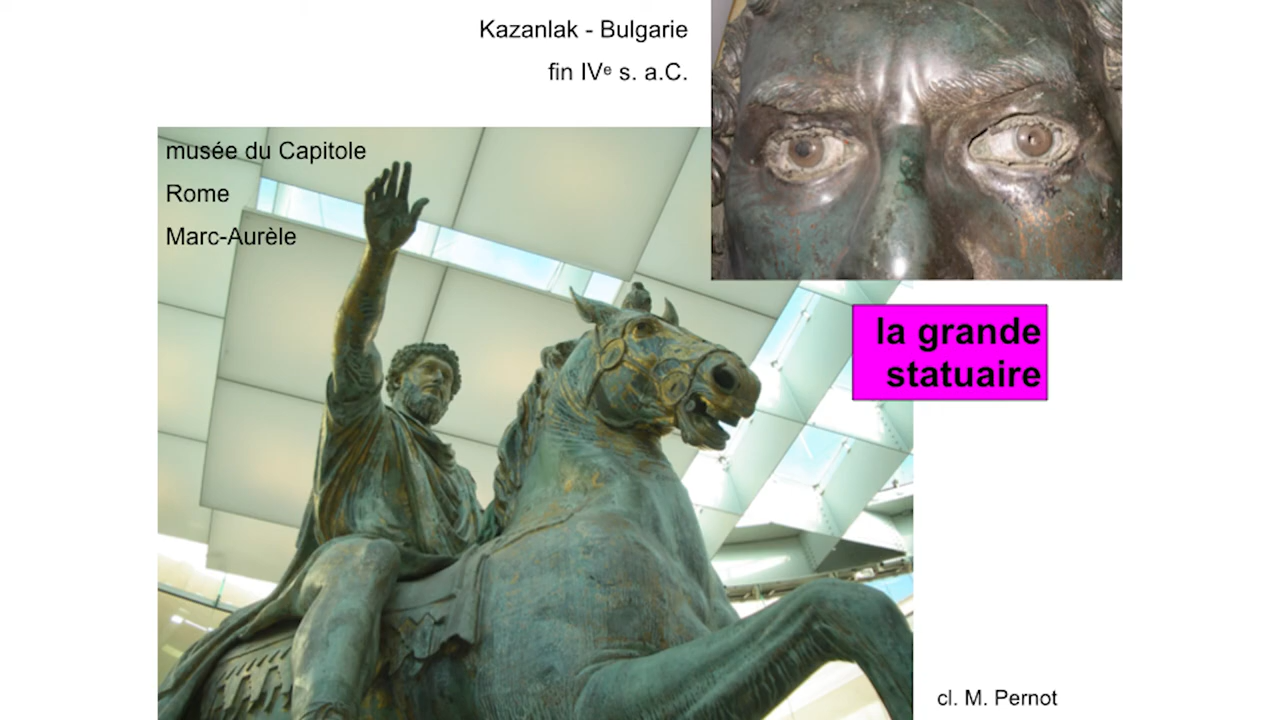 Kazanlak - Bulgarie
fin IVᵉ s. a.C.
musée du Capitole
Rome
Marc-Aurèle
la grande
statuaire
cl. M. Pernot